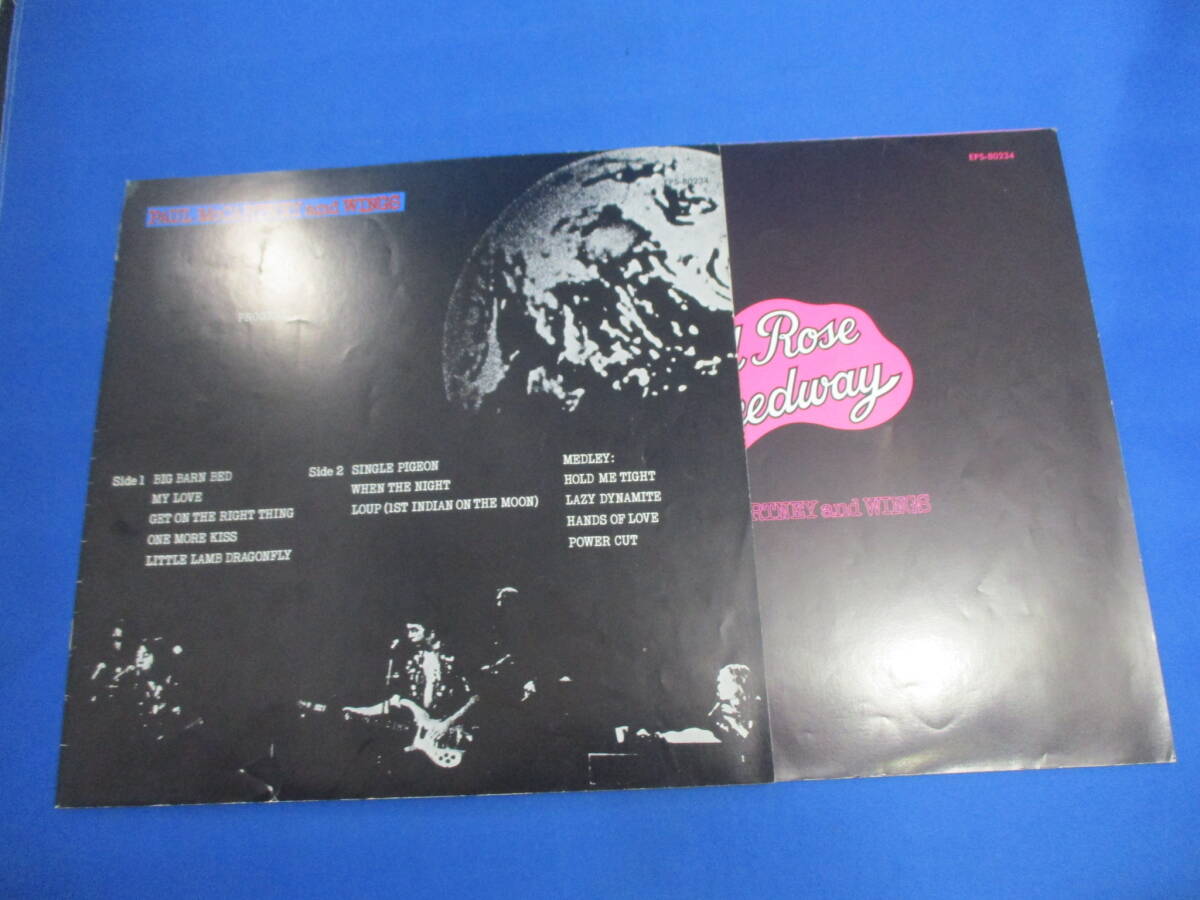 PAUL and WINGS
EPS-80234
Side 1 BIG BARN BED
MY LOVE
GET ON THE RIGHT THING
ONE MORE KISS
LITTLE LAMB DRAGONFLY
Side 2 SINGLE PIGEON
WHEN THE NIGHT
LOUP (1ST INDIAN ON THE MOON)
MEDLEY:
HOLD ME TIGHT
LAZY DYNAMITE
HANDS OF LOVE
POWER CUT
EPS-80234
d Rose
eedway
RTNEY and WINGS